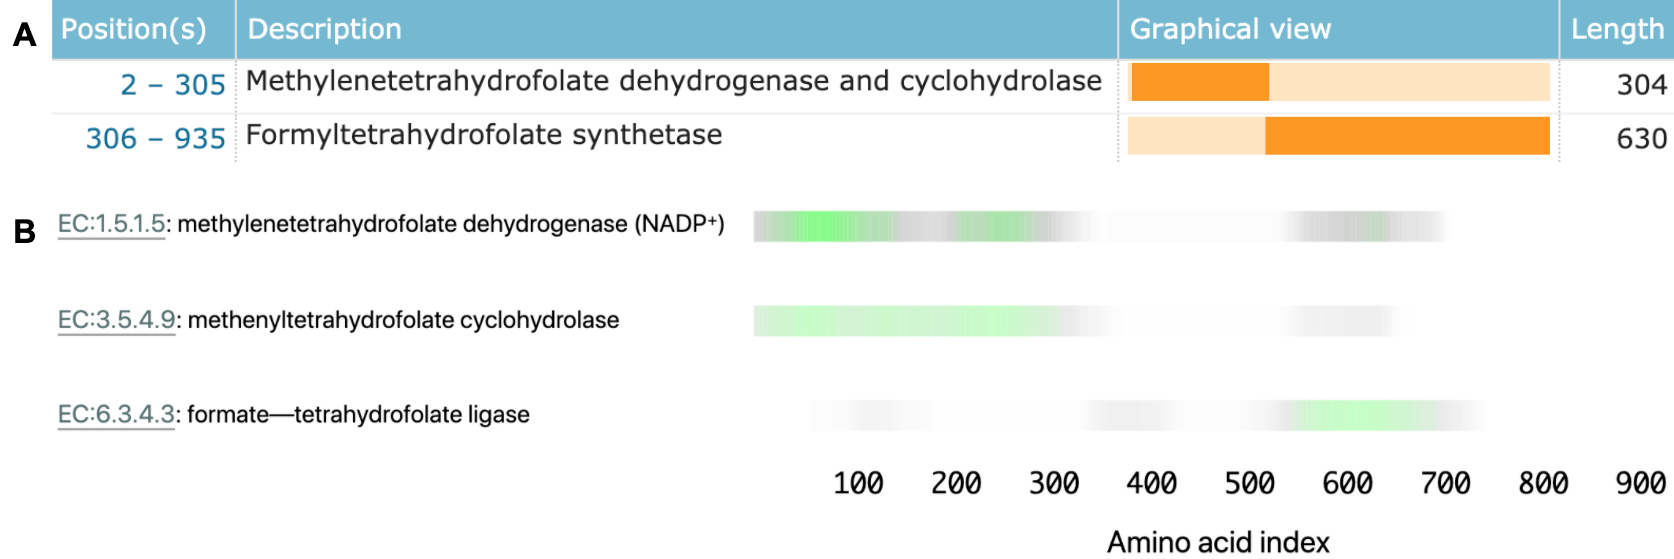 A Position(s) Description Graphical view Length
2 – 305 Methylenetetrahydrofolate dehydrogenase and cyclohydrolase 304
306 – 935 Formyltetrahydrofolate synthetase 630
B EC:1.5.1.5: methylenetetrahydrofolate dehydrogenase (NADP⁺)
EC:3.5.4.9: methenyltetrahydrofolate cyclohydrolase
EC:6.3.4.3: formate—tetrahydrofolate ligase
100 200 300 400 500 600 700 800 900
Amino acid index